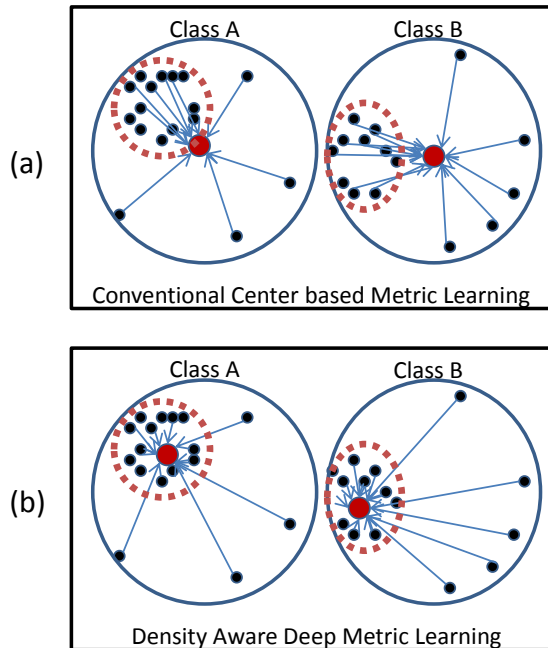 Class A
Class B
(a)
Conventional Center based Metric Learning
Class A
Class B
(b)
Density Aware Deep Metric Learning